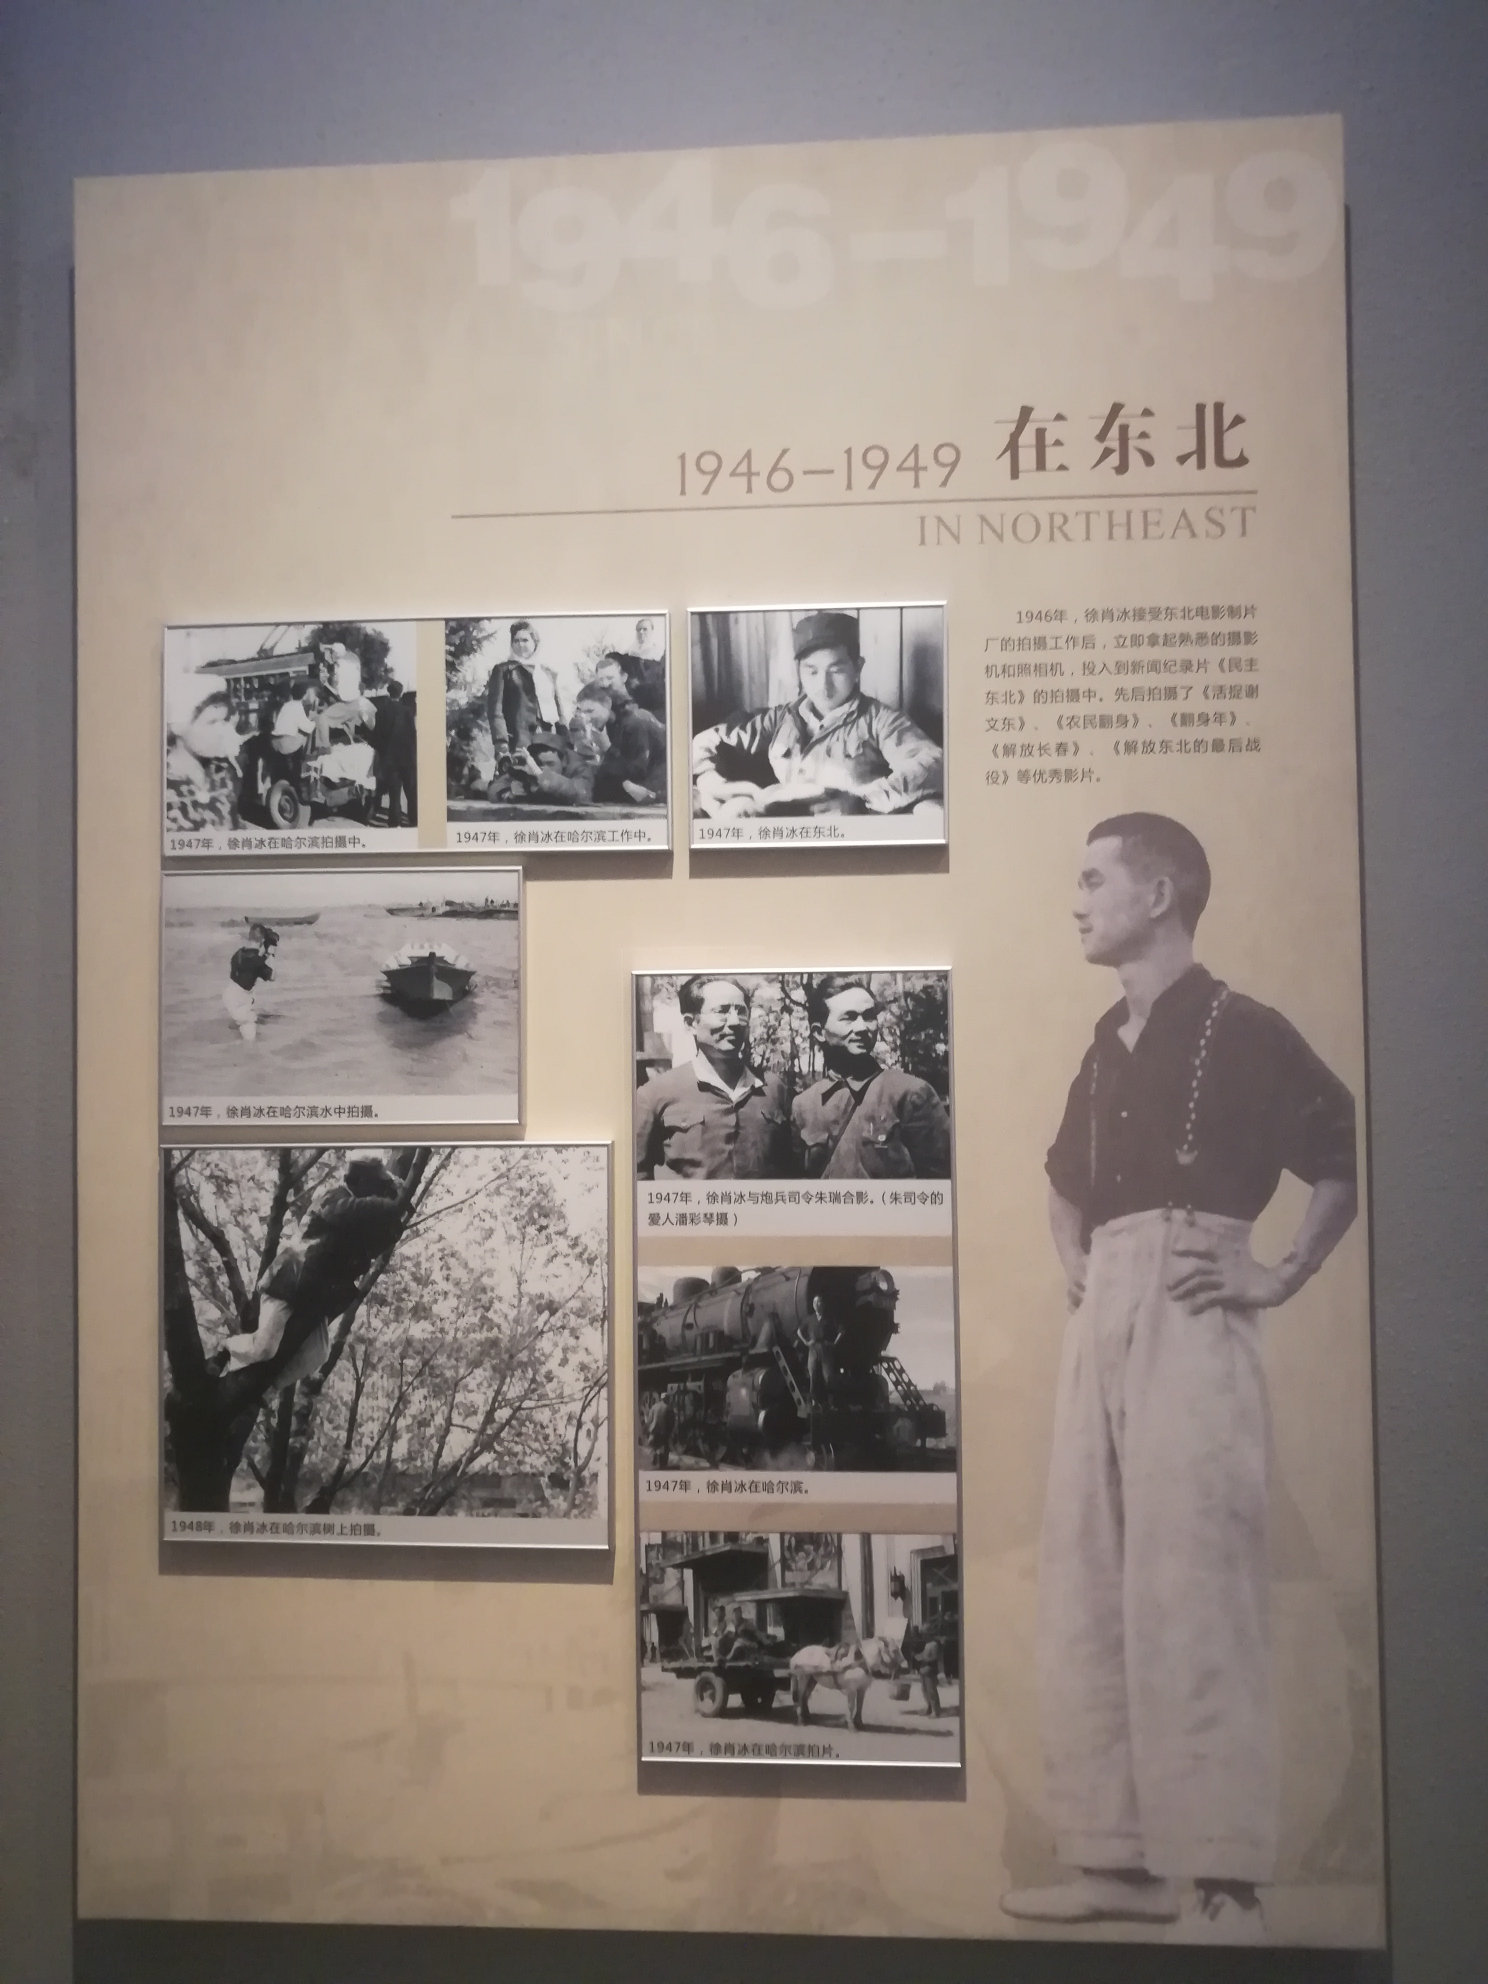 1946-1949
1946-1949 在东北
IN NORTHEAST
1946年，徐肖冰接受东北电影制片
厂的拍摄工作后，立即拿起熟悉的摄影
机和照相机，投入到新闻纪录片《民主
东北》的拍摄中。先后拍摄了《活捉谢
文东》、《农民翻身》、《翻身年》、
《解放长春》、《解放东北的最后战
役》等优秀影片。
1947年，徐肖冰在哈尔滨拍摄中。
1947年，徐肖冰在哈尔滨工作中。
1947年，徐肖冰在东北。
1947年，徐肖冰在哈尔滨水中拍摄。
1948年，徐肖冰在哈尔滨树上拍摄。
1947年，徐肖冰与炮兵司令朱瑞合影。（朱司令的
爱人潘彩琴摄）
1947年，徐肖冰在哈尔滨。
1947年，徐肖冰在哈尔滨拍片。